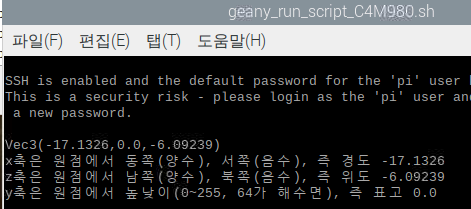 geany_run_script_C4M980.sh
파일(F) 편집(E) 탭(T) 도움말(H)
SSH is enabled and the default password for the 'pi' user
This is a security risk - please login as the 'pi' user an
a new password.
Vec3(-17.1326,0.0,-6.09239)
x축은 원점에서 동쪽(양수), 서쪽(음수), 즉 경도 -17.1326
z축은 원점에서 남쪽(양수), 북쪽(음수), 즉 위도 -6.09239
y축은 원점에서 높낮이(0~255, 64가 해수면), 즉 표고 0.0